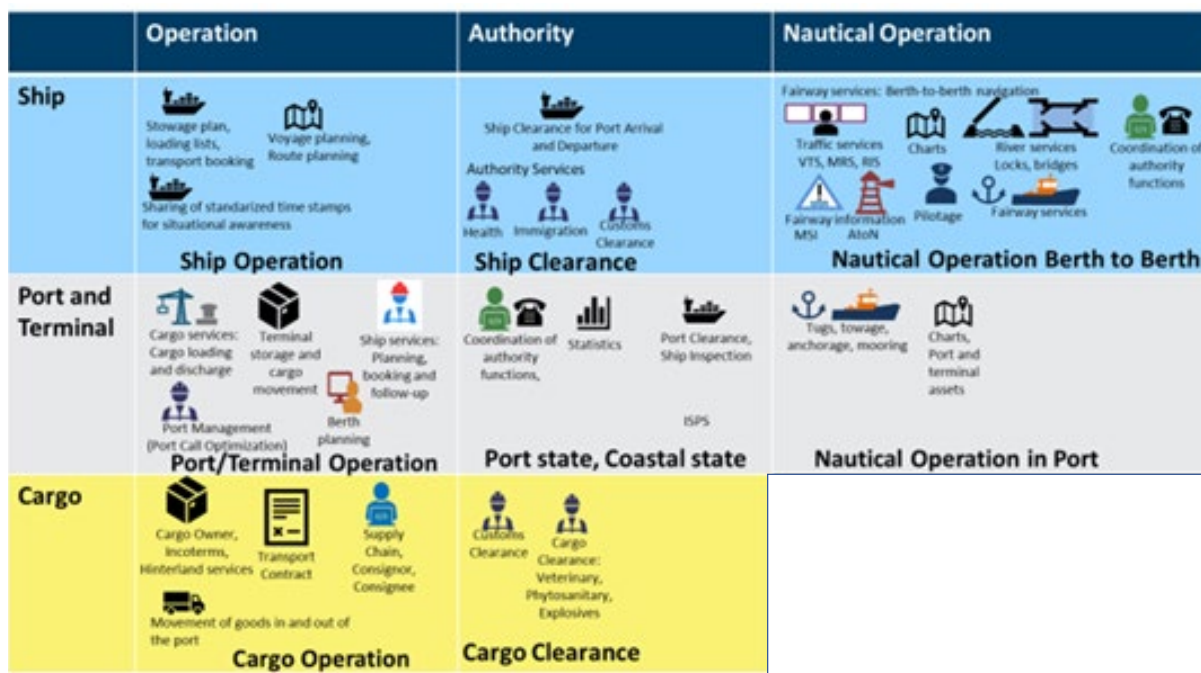 Operation
Authority
Nautical Operation
Ship
Stowage plan,
loading lists,
transport booking
Voyage planning,
Route planning
Sharing of standarized time stamps
for situational awareness
Ship Operation
Ship Clearance for Port Arrival
and Departure
Authority Services
Health
Immigration
Customs
Clearance
Ship Clearance
Fairway services: Berth-to-berth navigation
Traffic services
VTS, MRS, RIS
Charts
River services
Locks, bridges
Coordination of
authority
functions
Fairway information
MSI
AtoN
Pilotage
Fairway services
Nautical Operation Berth to Berth
Port and
Terminal
Cargo services:
Cargo loading
and discharge
Terminal
storage and
cargo
movement
Ship services:
Planning,
booking and
follow-up
Port Management
(Port Call Optimization)
Berth
planning
Port/Terminal Operation
Coordination of
authority
functions,
Statistics
Port Clearance,
Ship Inspection
ISPS
Port state, Coastal state
Tugs, towage,
anchorage, mooring
Charts,
Port and
terminal
assets
Nautical Operation in Port
Cargo
Cargo Owner,
Incoterms,
Hinterland services
Transport
Contract
Supply
Chain,
Consignor,
Consignee
Movement of goods in and out of
the port
Cargo Operation
Customs
Clearance
Cargo
Clearance:
Veterinary,
Phytosanitary,
Explosives
Cargo Clearance